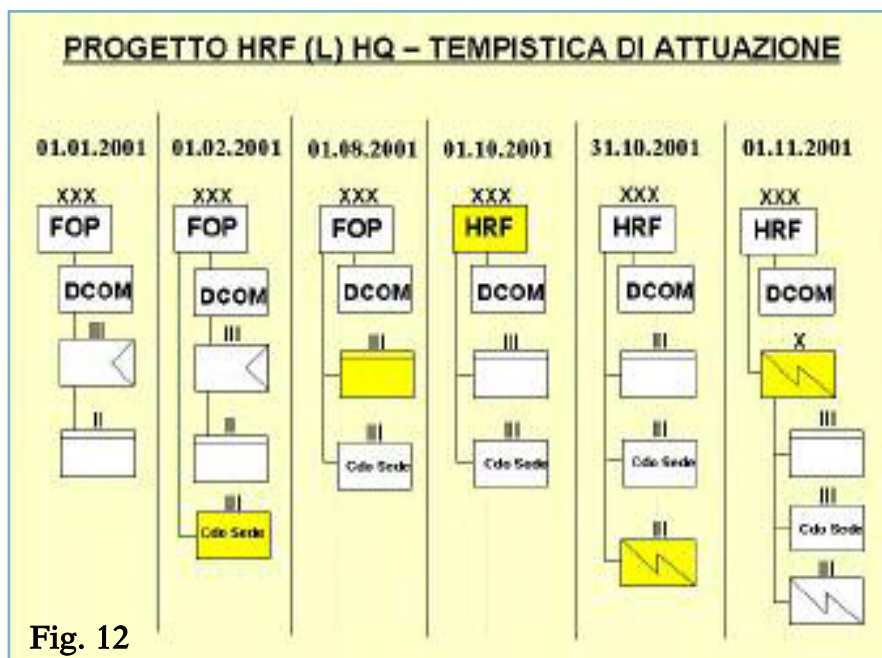 PROGETTO HRF (L) HQ – TEMPISTICA DI ATTUAZIONE
01.01.2001 01.02.2001 01.08.2001 01.10.2001 31.10.2001 01.11.2001
XXX XXX XXX XXX XXX XXX
FOP FOP FOP HRF HRF HRF
DCOM DCOM DCOM DCOM DCOM DCOM
III III III III III X
II II III III III III
Cdo Sede Cdo Sede Cdo Sede Cdo Sede
III III III
Cdo Sede
Fig. 12